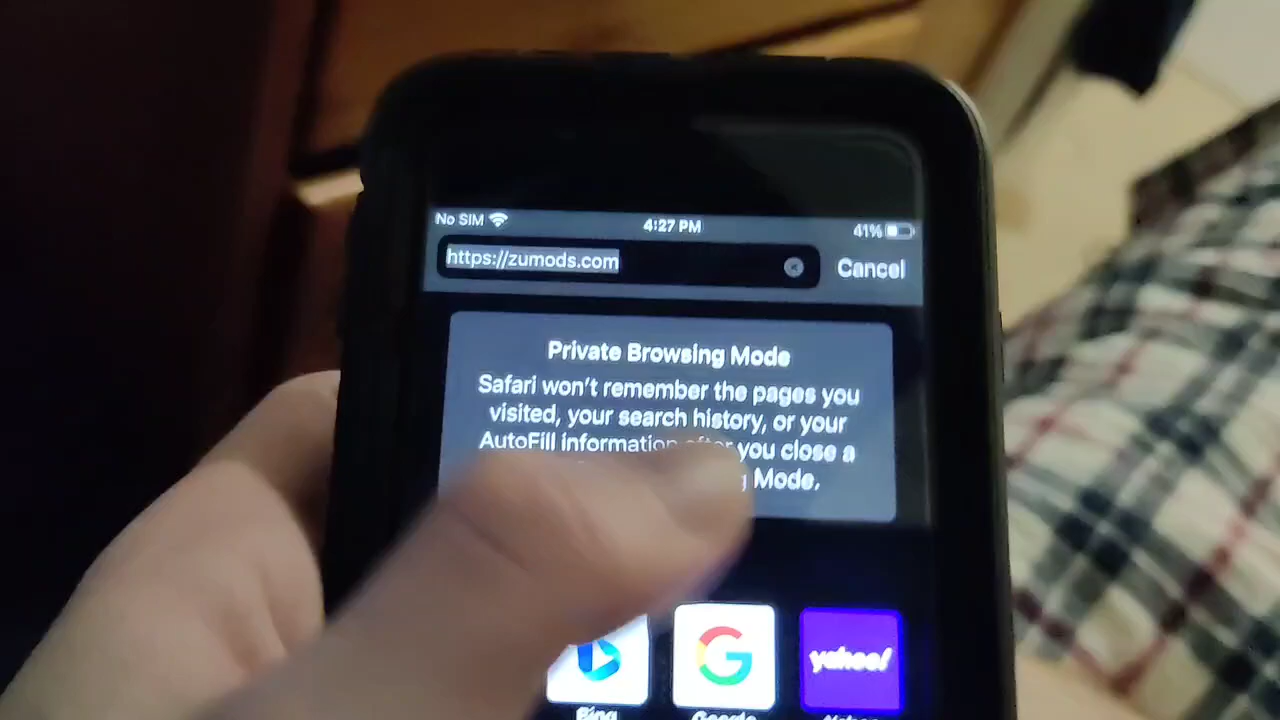 No SIM 4:27 PM 41%
https://zumods.com Cancel
Private Browsing Mode
Safari won't remember the pages you
visited, your search history, or your
AutoFill information after you close a
Mode.
G
yahoo!
Bing Google